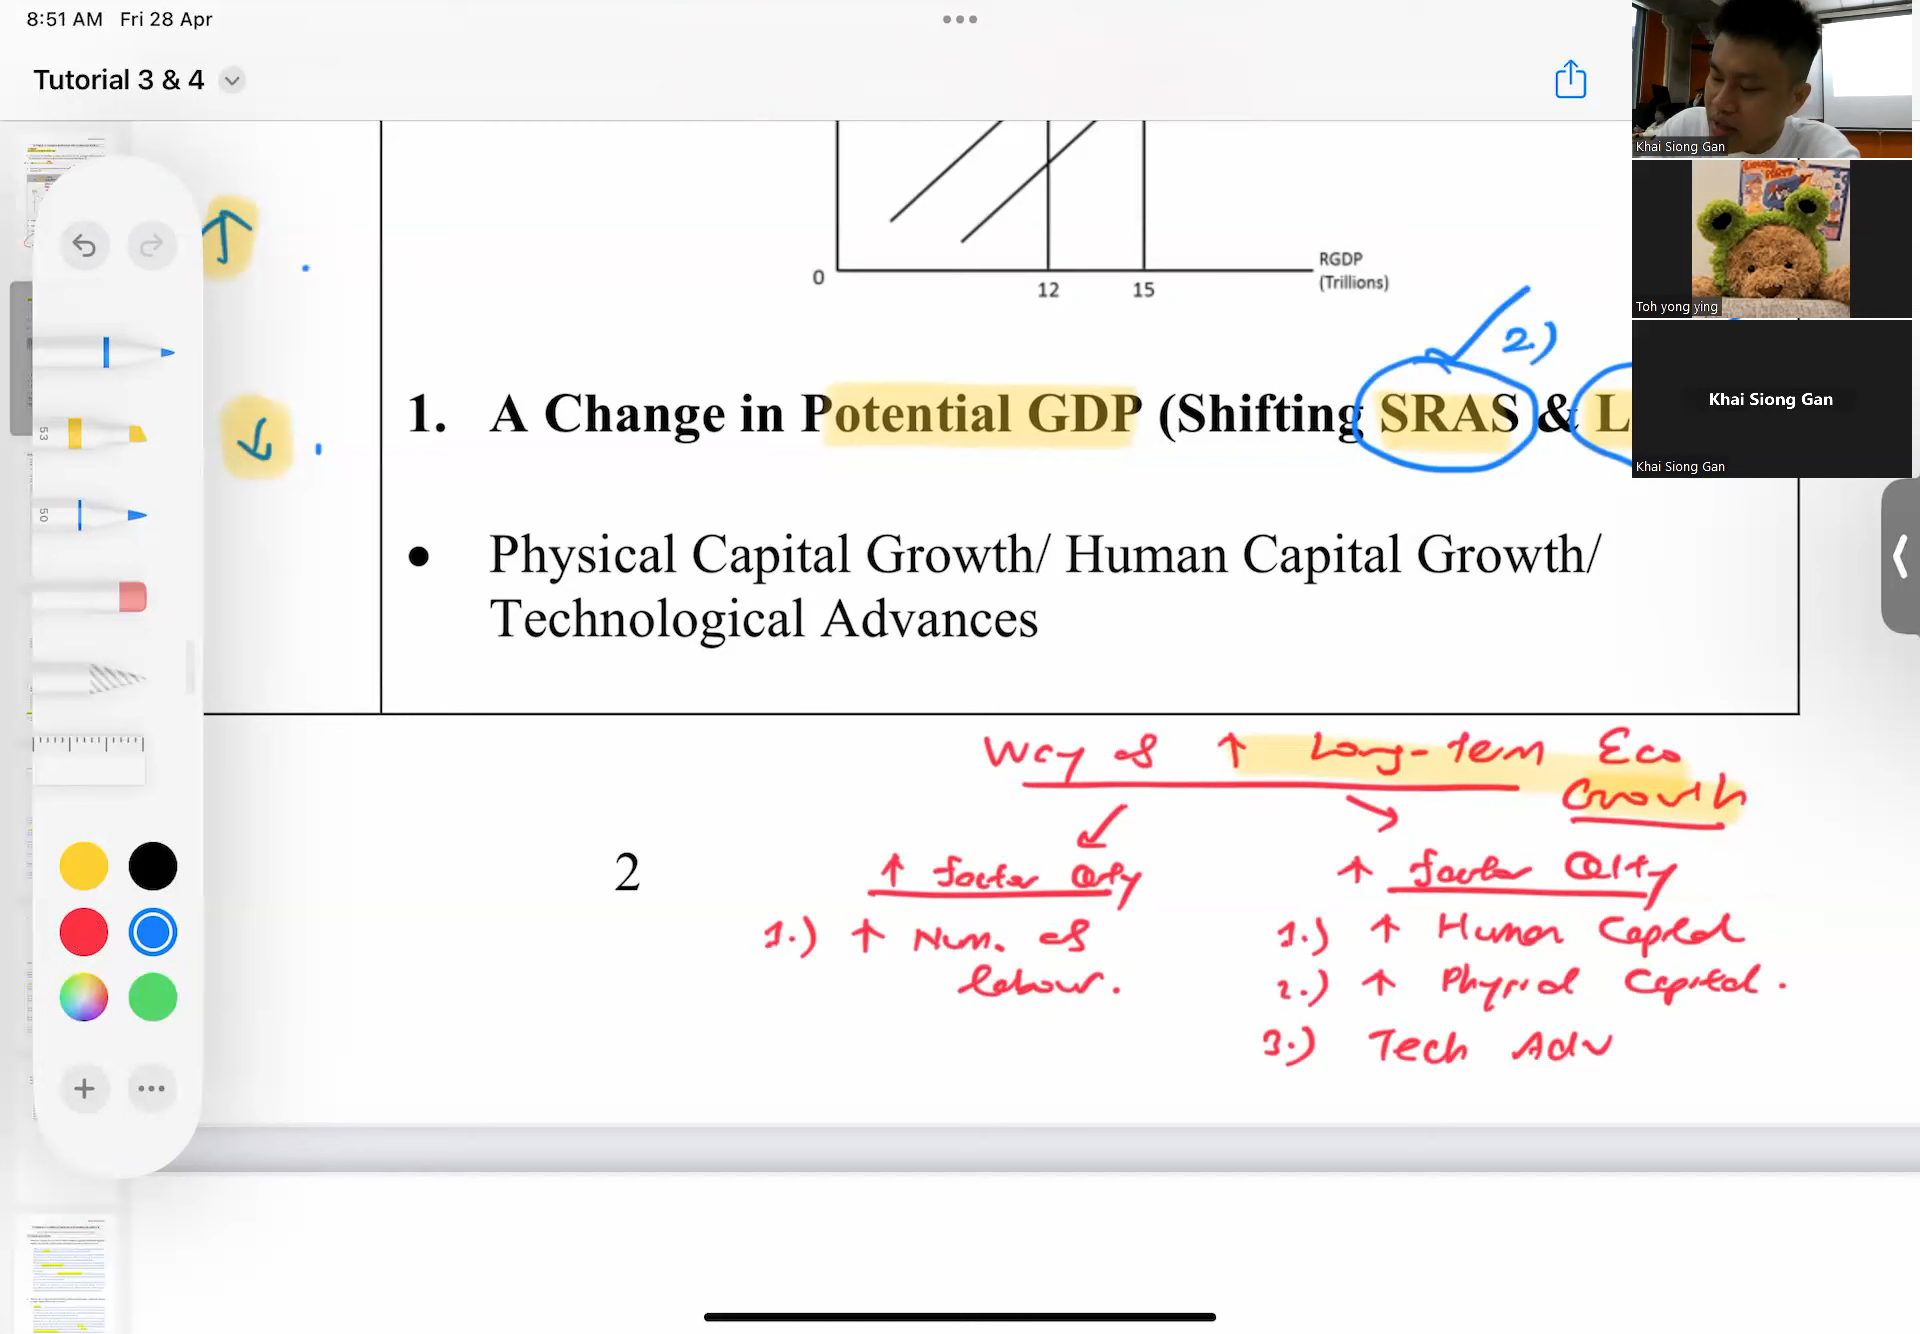 8:51 AM Fri 28 Apr
Tutorial 3 & 4
Khai Siong Gan
Toh yong ying
Khai Siong Gan
Khai Siong Gan
53
50
0
12
15
RGDP
(Trillions)
2.)
1. A Change in Potential GDP (Shifting SRAS & L
• Physical Capital Growth/ Human Capital Growth/
Technological Advances
Way of ↑ Long-term Eco
Growth
2
↑ factor Qty
1.) ↑ Num. of
labour.
↑ factor Qlty
1.) ↑ Human Capital
2.) ↑ Physical Capital.
3.) Tech Adv